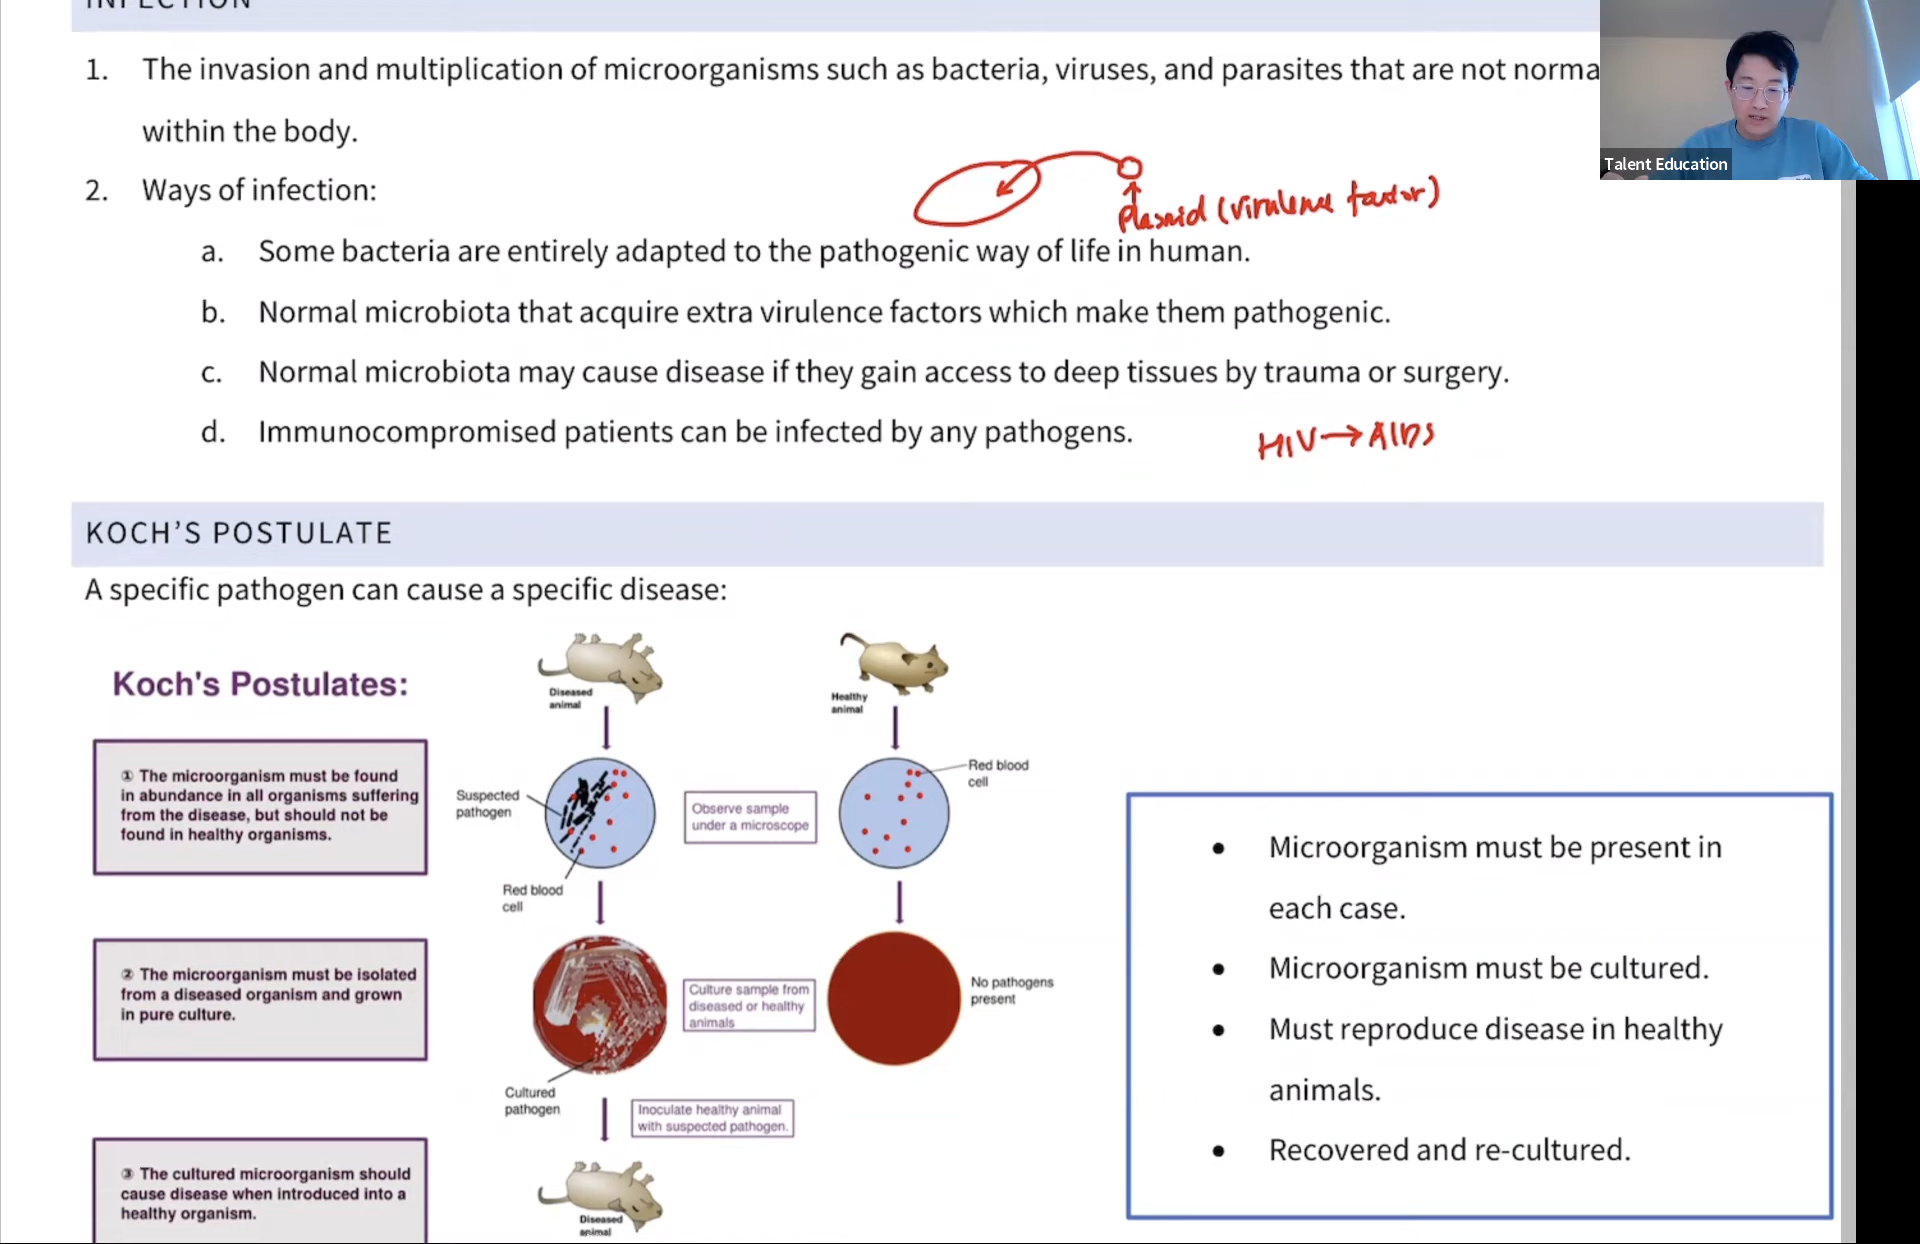 INFECTION
1. The invasion and multiplication of microorganisms such as bacteria, viruses, and parasites that are not norma
within the body.
Talent Education
2. Ways of infection:
Plasmid (virulence factor)
a. Some bacteria are entirely adapted to the pathogenic way of life in human.
b. Normal microbiota that acquire extra virulence factors which make them pathogenic.
c. Normal microbiota may cause disease if they gain access to deep tissues by trauma or surgery.
d. Immunocompromised patients can be infected by any pathogens.
HIV→AIDS
KOCH'S POSTULATE
A specific pathogen can cause a specific disease:
Koch's Postulates:
① The microorganism must be found
in abundance in all organisms suffering
from the disease, but should not be
found in healthy organisms.
② The microorganism must be isolated
from a diseased organism and grown
in pure culture.
③ The cultured microorganism should
cause disease when introduced into a
healthy organism.
Diseased
animal
Healthy
animal
Suspected
pathogen
Red blood
cell
Observe sample
under a microscope
Red blood
cell
Culture sample from
diseased or healthy
animals
No pathogens
present
Cultured
pathogen
Inoculate healthy animal
with suspected pathogen.
Diseased
animal
• Microorganism must be present in
each case.
• Microorganism must be cultured.
• Must reproduce disease in healthy
animals.
• Recovered and re-cultured.